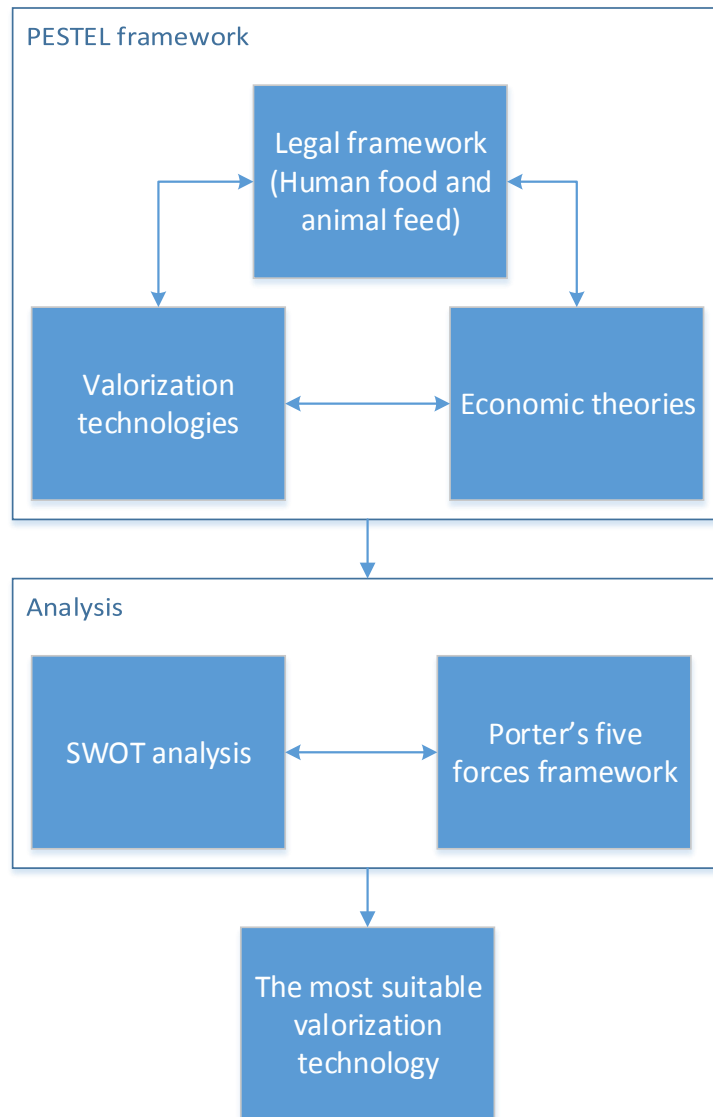 PESTEL framework
Legal framework
(Human food and
animal feed)
Valorization
technologies
Economic theories
Analysis
SWOT analysis
Porter’s five
forces framework
The most suitable
valorization
technology